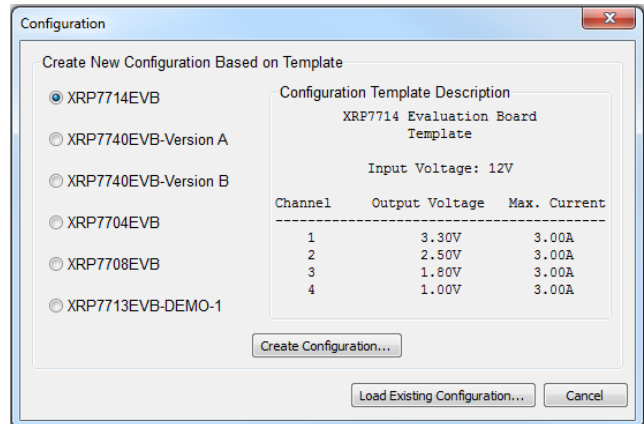 Configuration
Create New Configuration Based on Template
XRP7714EVB
XRP7740EVB-Version A
XRP7740EVB-Version B
XRP7704EVB
XRP7708EVB
XRP7713EVB-DEMO-1
Configuration Template Description
XRP7714 Evaluation Board
Template
Input Voltage: 12V
Channel Output Voltage Max. Current
----------------------------------------
1 3.30V 3.00A
2 2.50V 3.00A
3 1.80V 3.00A
4 1.00V 3.00A
Create Configuration...
Load Existing Configuration... Cancel